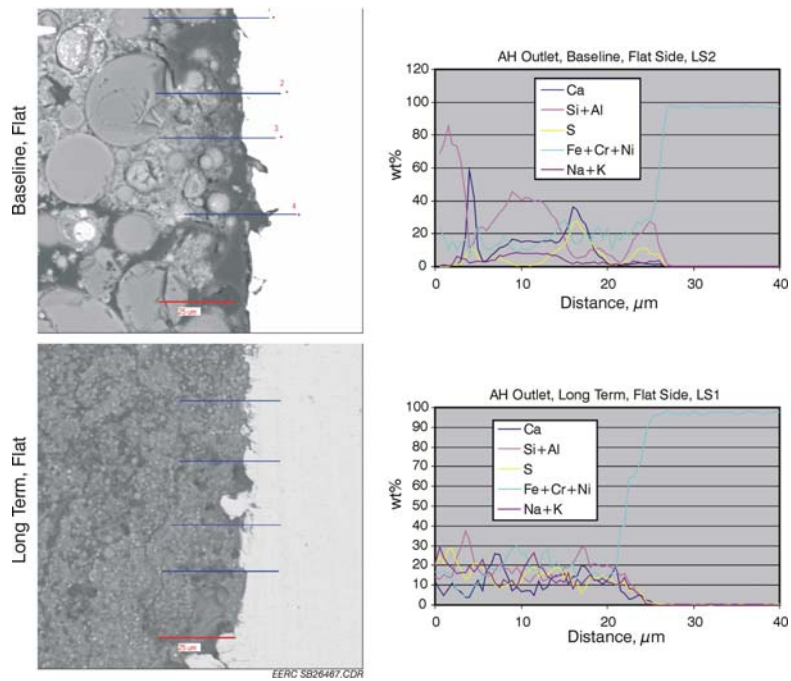 Baseline, Flat
2
3
4
25 um
AH Outlet, Baseline, Flat Side, LS2
wt%
120
100
80
60
40
20
0
Ca
Si+Al
S
Fe+Cr+Ni
Na+K
0 10 20 30 40
Distance, µm
Long Term, Flat
25 um
EERC SB26467.CDR
AH Outlet, Long Term, Flat Side, LS1
wt%
100
90
80
70
60
50
40
30
20
10
0
Ca
Si+Al
S
Fe+Cr+Ni
Na+K
0 10 20 30 40
Distance, µm